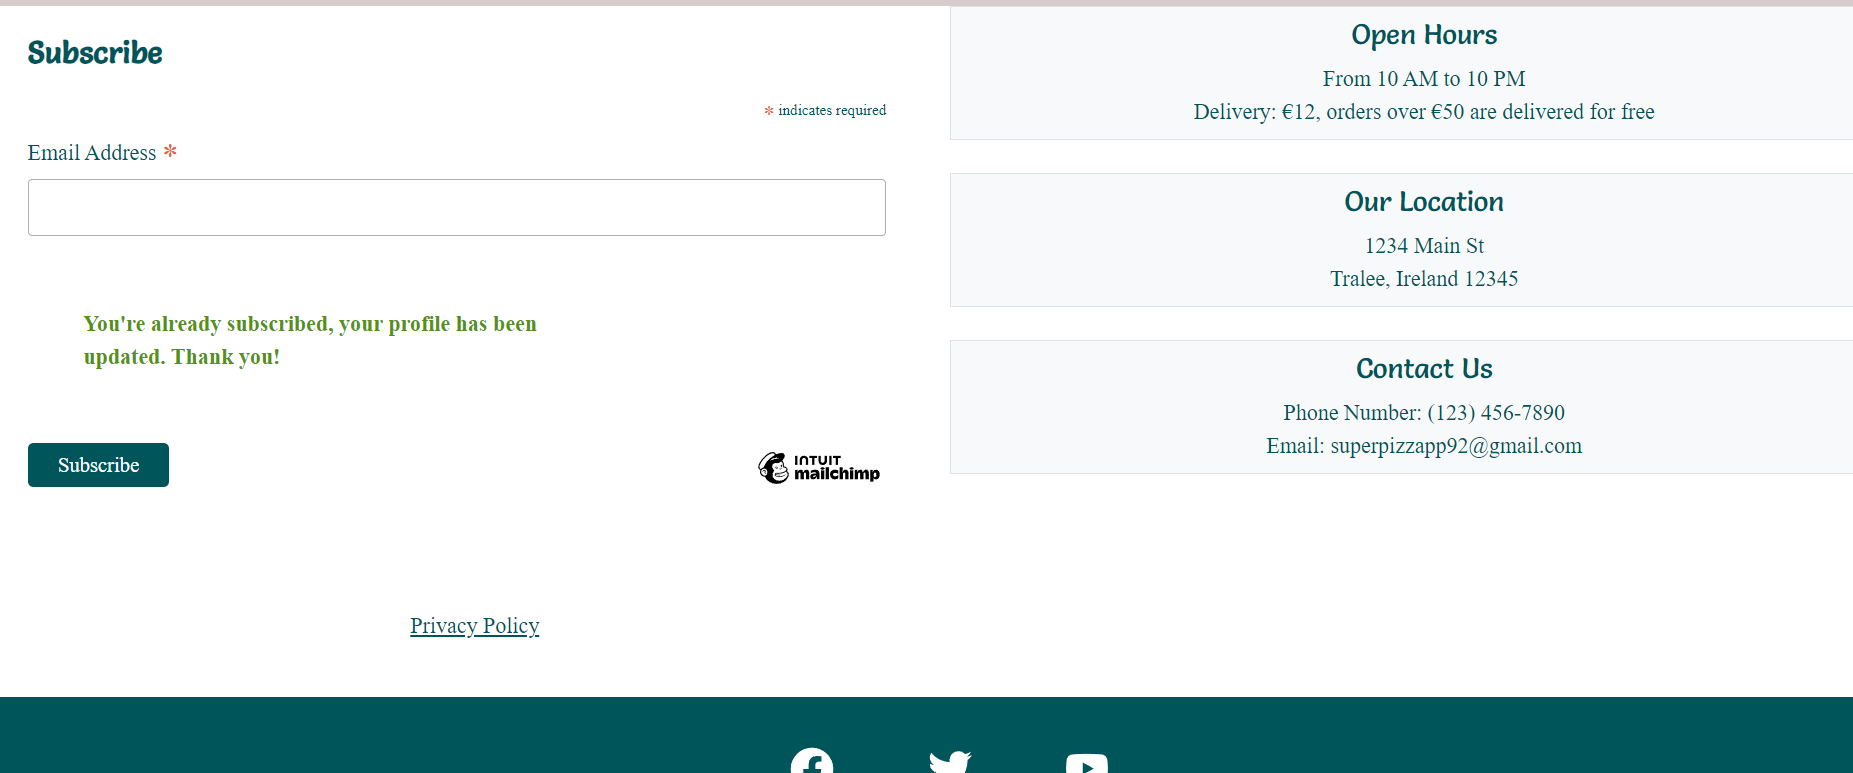 Subscribe
* indicates required
Email Address *
You're already subscribed, your profile has been
updated. Thank you!
Subscribe
INTUIT
mailchimp
Privacy Policy
Open Hours
From 10 AM to 10 PM
Delivery: €12, orders over €50 are delivered for free
Our Location
1234 Main St
Tralee, Ireland 12345
Contact Us
Phone Number: (123) 456-7890
Email: superpizzapp92@gmail.com